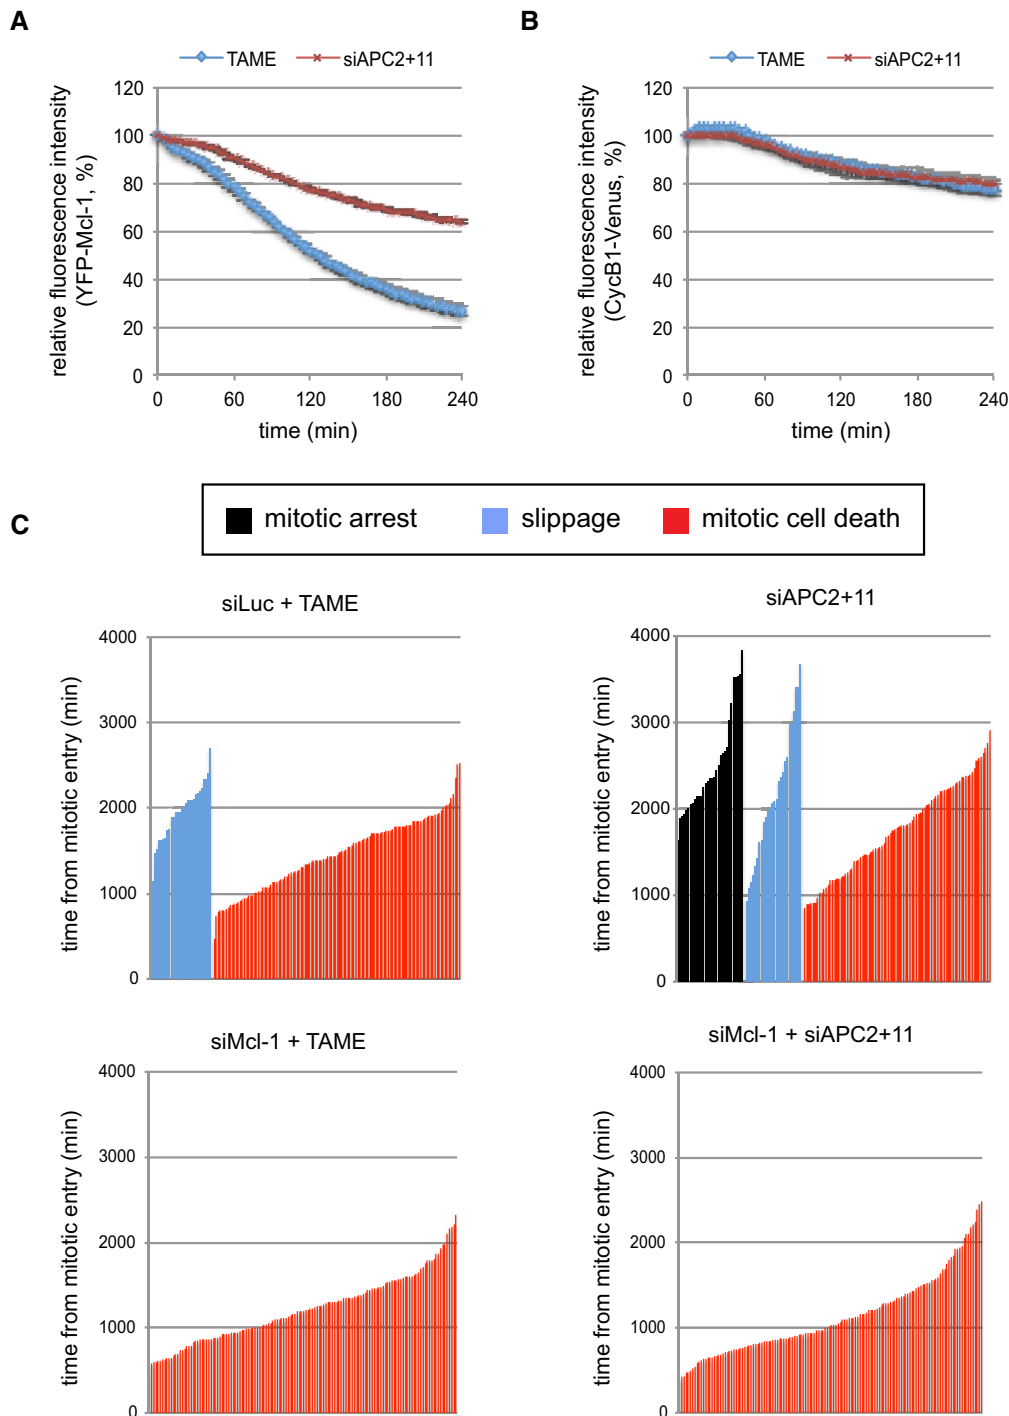 A
TAME siAPC2+11
relative fluorescence intensity
(YFP-Mcl-1, %)
120
100
80
60
40
20
0
0 60 120 180 240
time (min)
B
TAME siAPC2+11
relative fluorescence intensity
(CycB1-Venus, %)
120
100
80
60
40
20
0
0 60 120 180 240
time (min)
C
mitotic arrest slippage mitotic cell death
siLuc + TAME
time from mitotic entry (min)
4000
3000
2000
1000
0
siAPC2+11
time from mitotic entry (min)
4000
3000
2000
1000
0
siMcl-1 + TAME
time from mitotic entry (min)
4000
3000
2000
1000
0
siMcl-1 + siAPC2+11
time from mitotic entry (min)
4000
3000
2000
1000
0